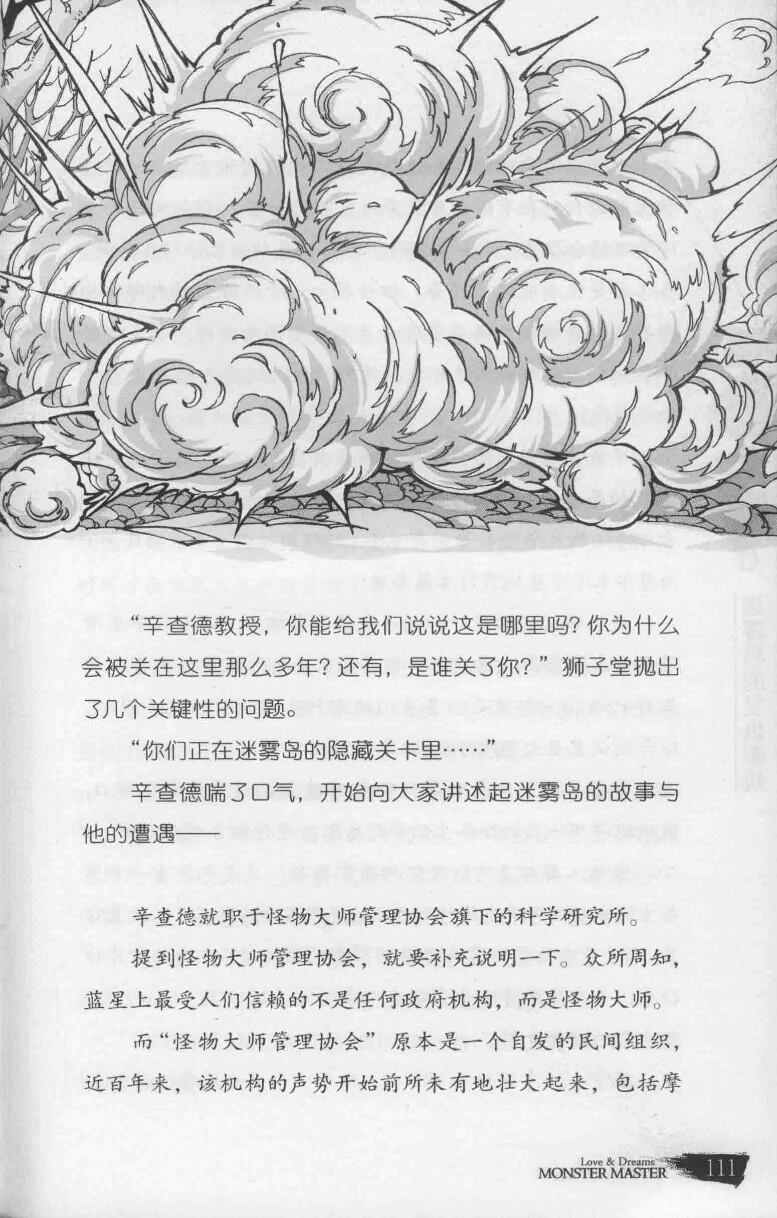 “辛查德教授，你能给我们说说这是哪里吗？你为什么
会被关在这里那么多年？还有，是谁关了你？”狮子堂抛出
了几个关键性的问题。
“你们正在迷雾岛的隐藏关卡里……”
辛查德喘了口气，开始向大家讲述起迷雾岛的故事与
他的遭遇——
辛查德就职于怪物大师管理协会旗下的科学研究所。
提到怪物大师管理协会，就要补充说明一下。众所周知，
蓝星上最受人们信赖的不是任何政府机构，而是怪物大师。
而“怪物大师管理协会”原本是一个自发的民间组织，
近百年来，该机构的声势开始前所未有地壮大起来，包括摩
Love & Dreams
MONSTER MASTER
111